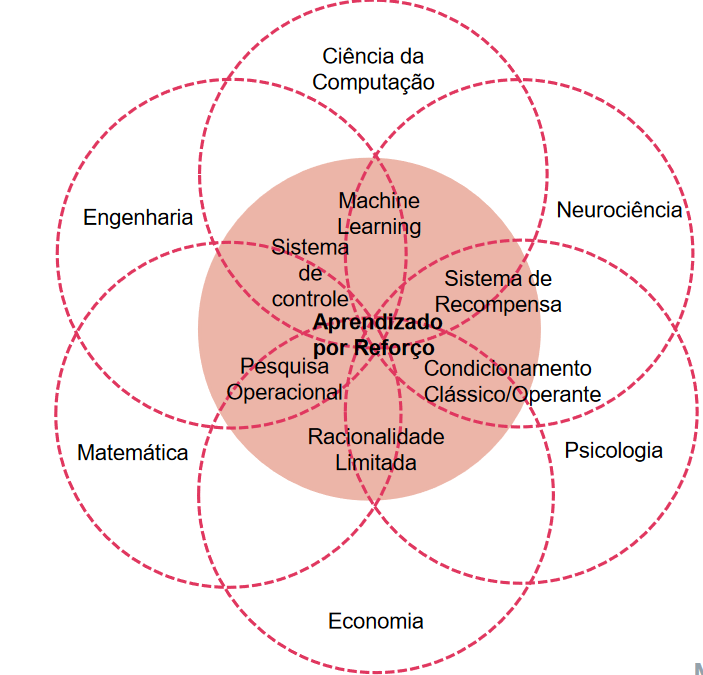 Ciência da
Computação
Engenharia
Neurociência
Machine
Learning
Sistema
de
controle
Sistema de
Recompensa
Aprendizado
por Reforço
Pesquisa
Operacional
Condicionamento
Clássico/Operante
Racionalidade
Limitada
Matemática
Psicologia
Economia